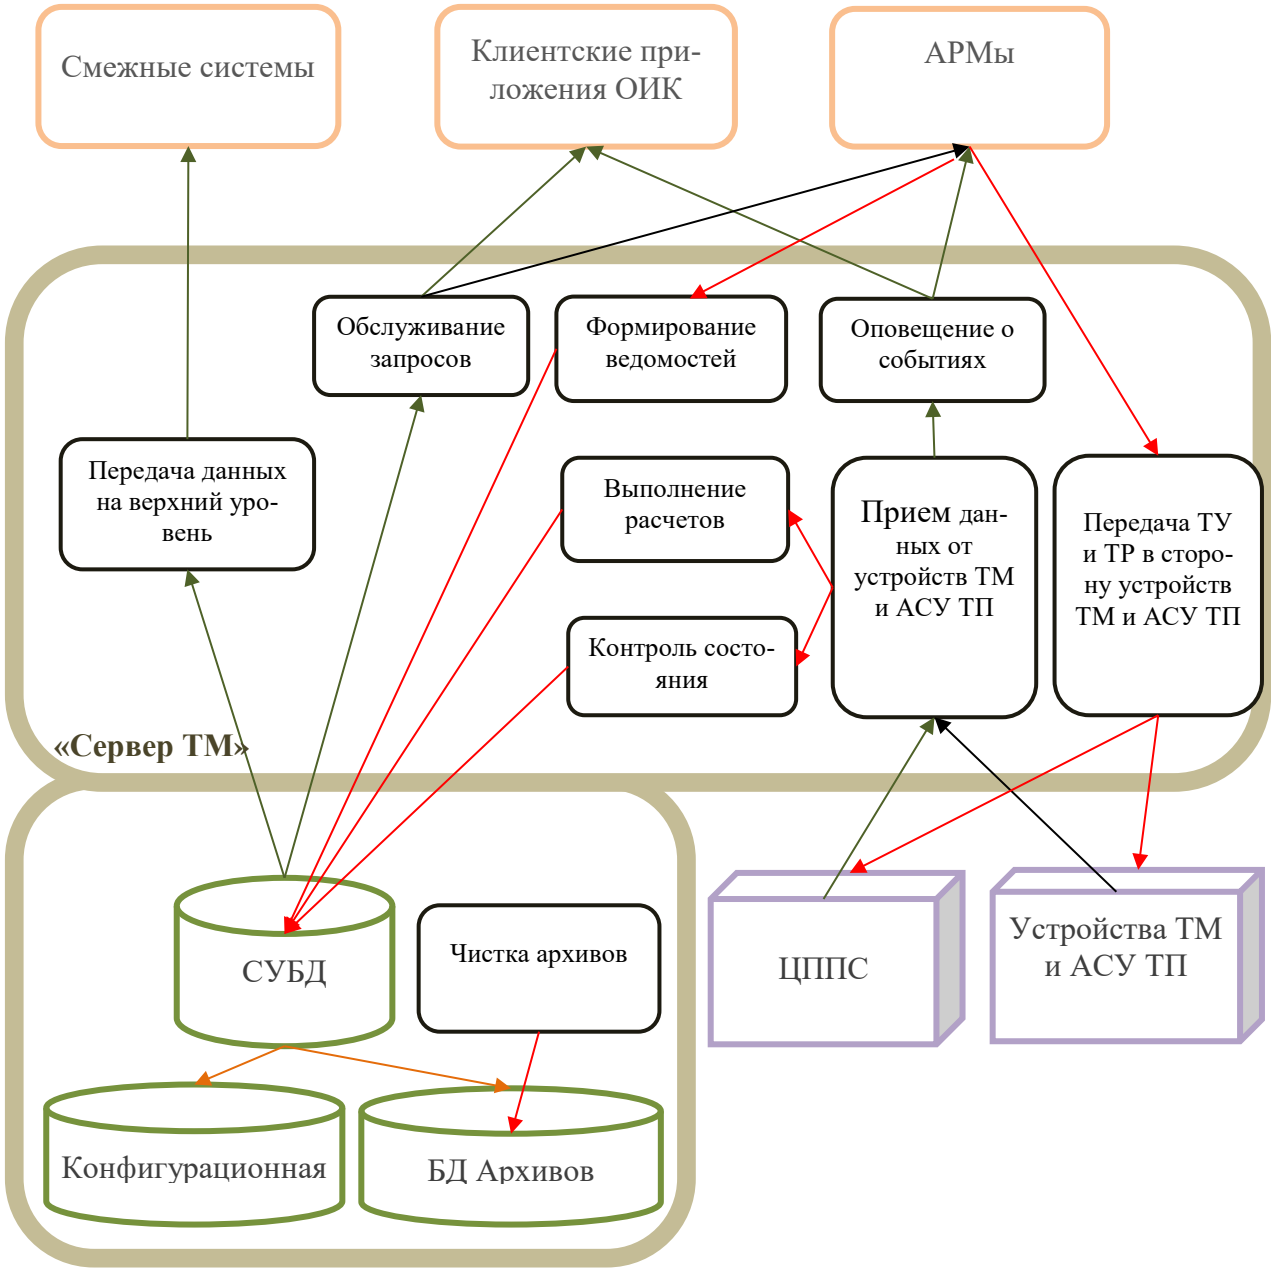 Смежные системы
Клиентские при-
ложения ОИК
АРМы
Обслуживание
запросов
Формирование
ведомостей
Оповещение о
событиях
Передача данных
на верхний уро-
вень
Выполнение
расчетов
Прием дан-
ных от
устройств ТМ
и АСУ ТП
Передача ТУ
и ТР в сторо-
ну устройств
ТМ и АСУ ТП
Контроль состо-
яния
«Сервер ТМ»
СУБД
Чистка архивов
ЦППС
Устройства ТМ
и АСУ ТП
Конфигурационная
БД Архивов